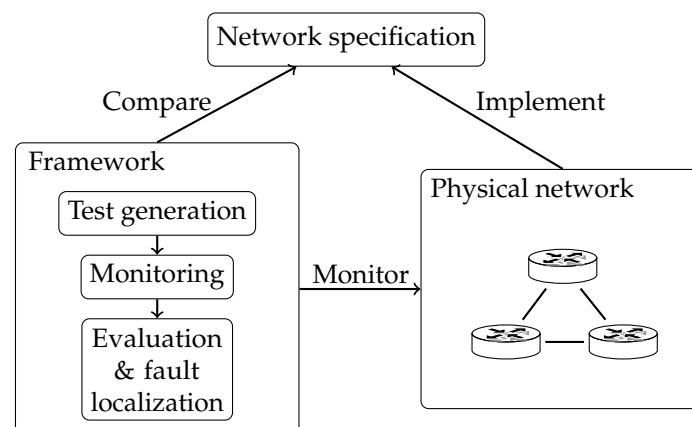 Network specification
Compare
Implement
Framework
Physical network
Test generation
Monitoring
Monitor
Evaluation
& fault
localization